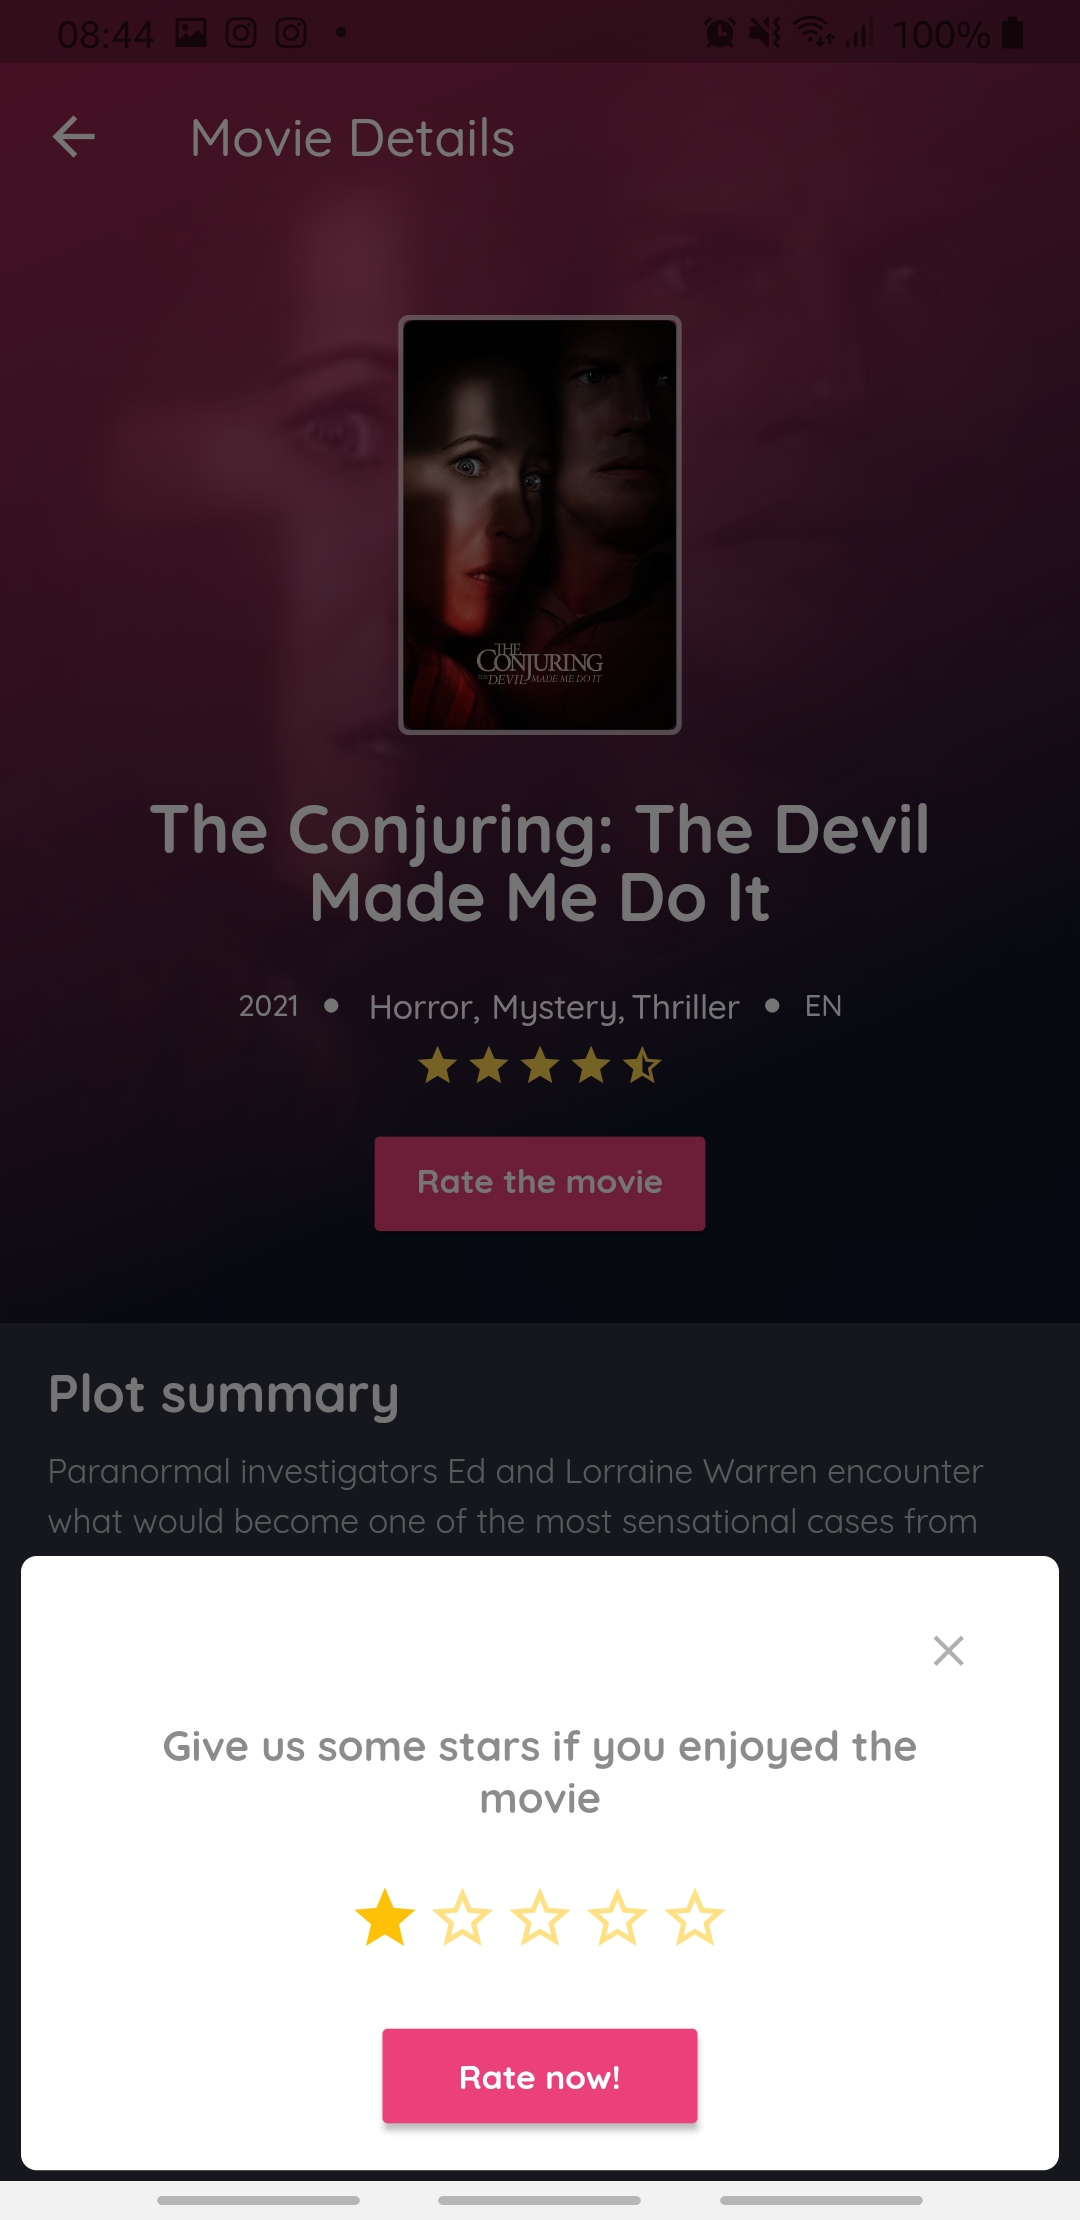 08:44
100%
Movie Details
THE
CONJURING
THE DEVIL MADE ME DO IT
The Conjuring: The Devil
Made Me Do It
2021 ● Horror, Mystery, Thriller ● EN
Rate the movie
Plot summary
Paranormal investigators Ed and Lorraine Warren encounter
what would become one of the most sensational cases from
Give us some stars if you enjoyed the
movie
Rate now!